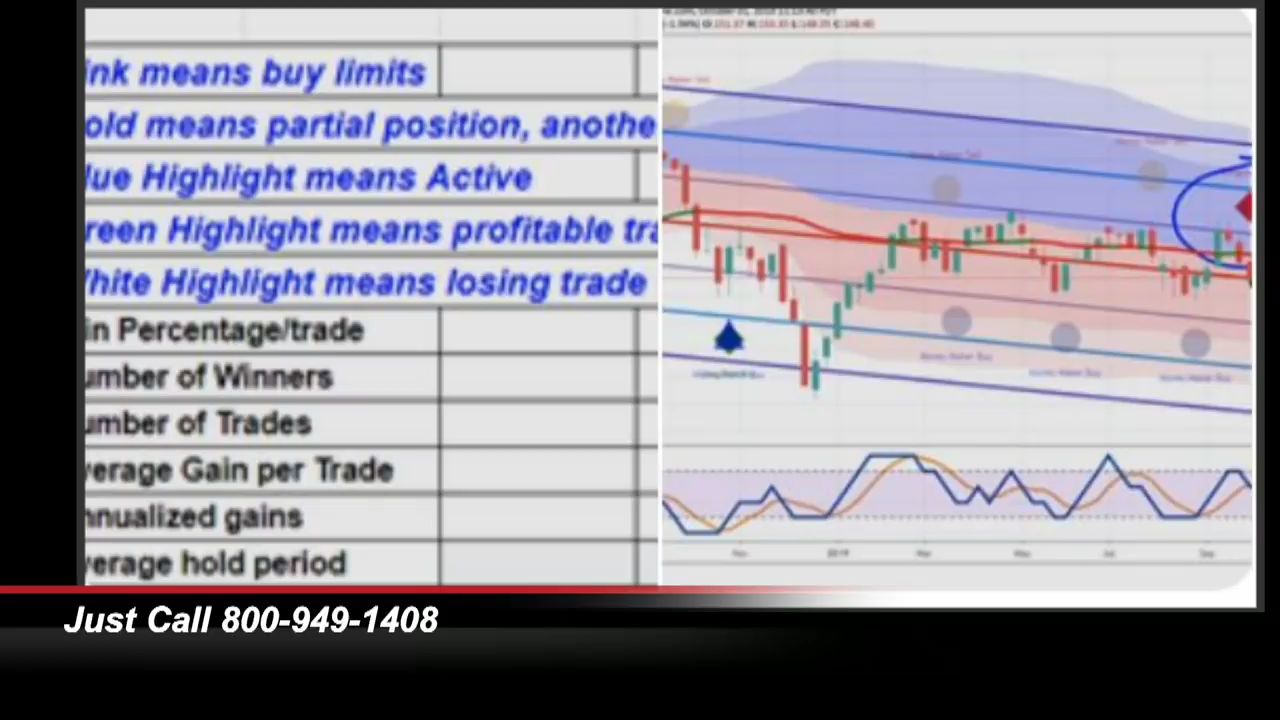 ink means buy limits
old means partial position, anothe
lue Highlight means Active
reen Highlight means profitable tra
hite Highlight means losing trade
in Percentage/trade
umber of Winners
umber of Trades
verage Gain per Trade
nnualized gains
verage hold period
2019
Just Call 800-949-1408